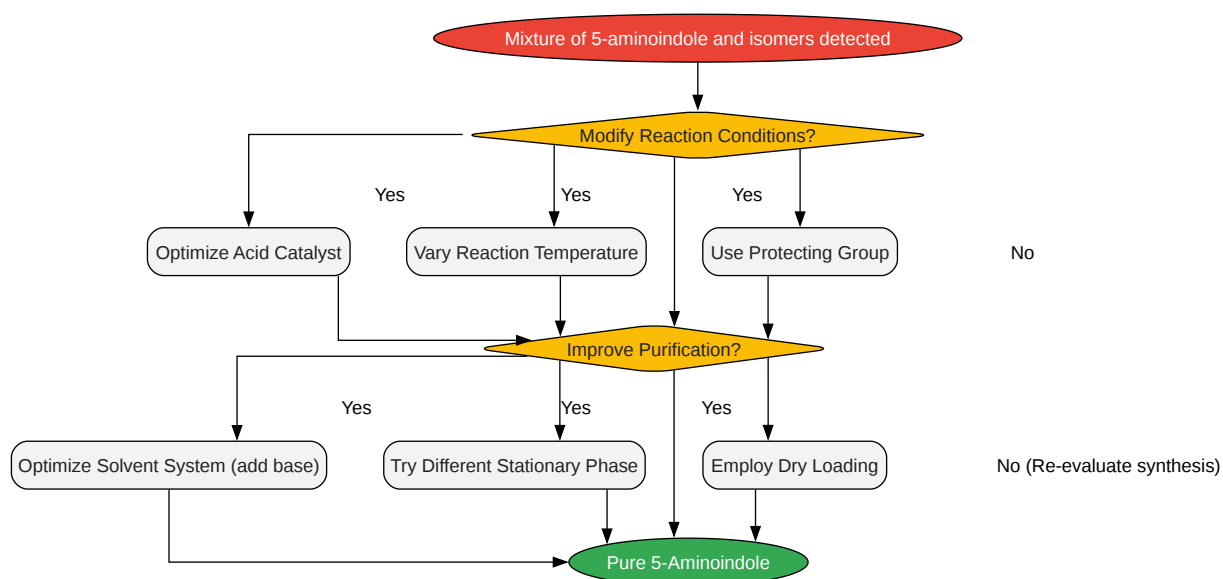 Mixture of 5-aminoindole and isomers detected
Modify Reaction Conditions?
Yes
Yes
Yes
Optimize Acid Catalyst
Vary Reaction Temperature
Use Protecting Group
No
Improve Purification?
Yes
Yes
Yes
Optimize Solvent System (add base)
Try Different Stationary Phase
Employ Dry Loading
No (Re-evaluate synthesis)
Pure 5-Aminoindole